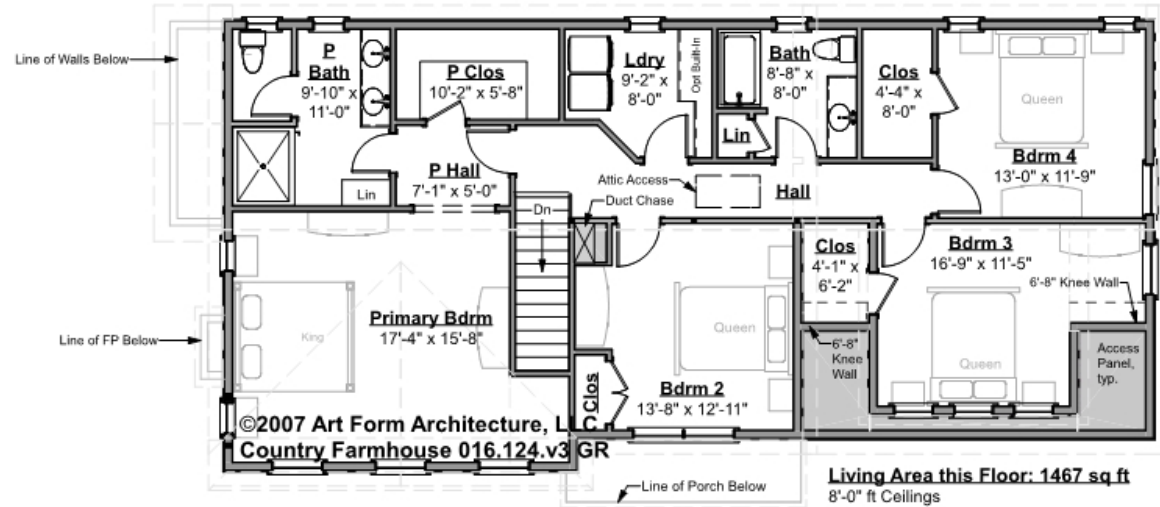 Line of Walls Below
P
Bath
9'-10" x
11'-0"
P Clos
10'-2" x 5'-8"
Ldry
9'-2" x
8'-0"
Opt Built-In
Bath
8'-8" x
8'-0"
Clos
4'-4" x
8'-0"
Queen
Bdrm 4
13'-0" x 11'-9"
Lin
Lin
P Hall
7'-1" x 5'-0"
Attic Access
Duct Chase
Hall
Dn
Clos
4'-1" x
6'-2"
Bdrm 3
16'-9" x 11'-5"
6'-8" Knee Wall
Line of FP Below
King
Primary Bdrm
17'-4" x 15'-8"
Queen
6'-8"
Knee
Wall
Queen
Access
Panel,
typ.
Clos
Bdrm 2
13'-8" x 12'-11"
©2007 Art Form Architecture, LLC
Country Farmhouse 016.124.v3 GR
Line of Porch Below
Living Area this Floor: 1467 sq ft
8'-0" ft Ceilings